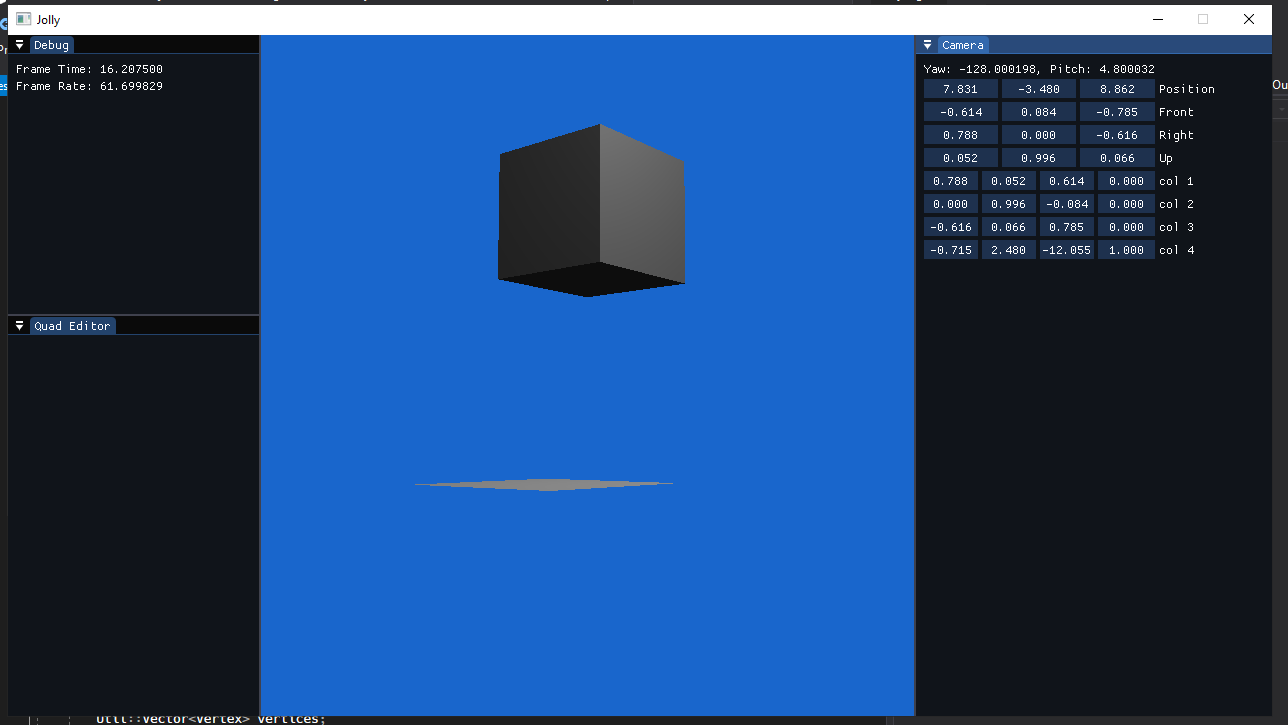 Jolly
Debug
Frame Time: 16.207500
Frame Rate: 61.699829
Quad Editor
Camera
Yaw: -128.000198, Pitch: 4.800032
7.831 -3.480 8.862 Position
-0.614 0.084 -0.785 Front
0.788 0.000 -0.616 Right
0.052 0.996 0.066 Up
0.788 0.052 0.614 0.000 col 1
0.000 0.996 -0.084 0.000 col 2
-0.616 0.066 0.785 0.000 col 3
-0.715 2.480 -12.055 1.000 col 4
Ou
Util::Vector<Vertex> vertices;